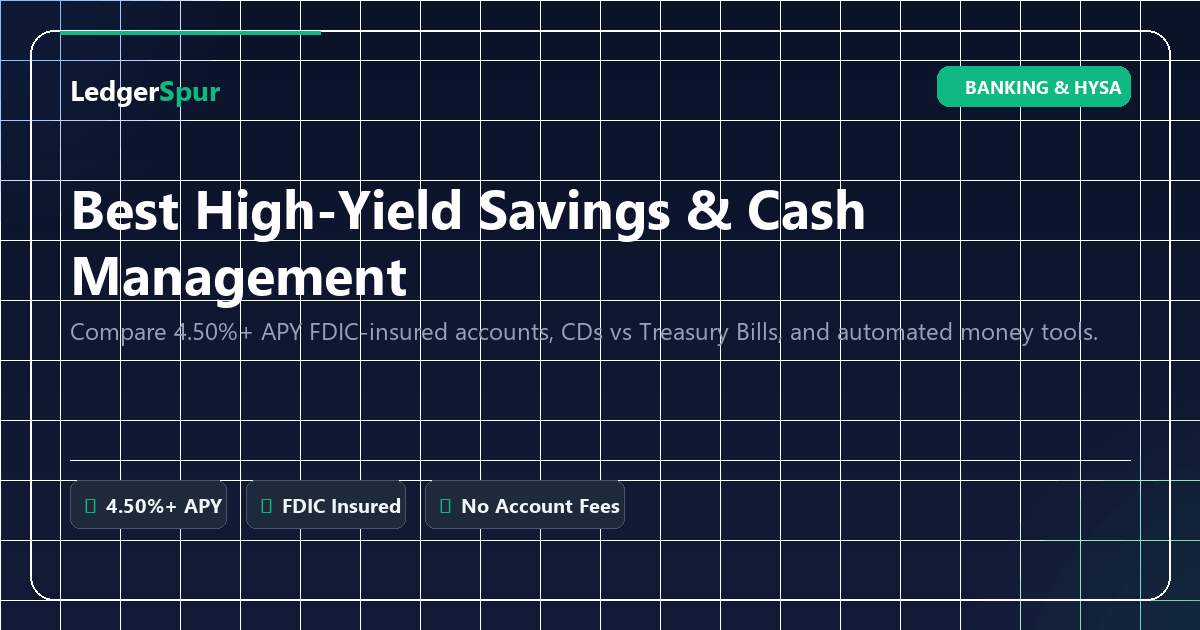 LedgerSpur
BANKING & HYSA
Best High-Yield Savings & Cash
Management
Compare 4.50%+ APY FDIC-insured accounts, CDs vs Treasury Bills, and automated money tools.
4.50%+ APY
FDIC Insured
No Account Fees